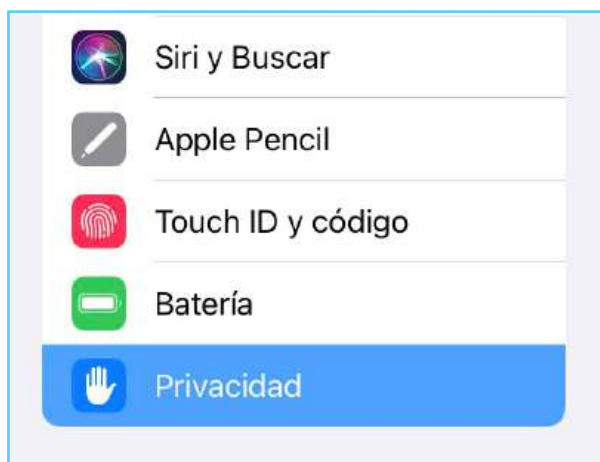 Siri y Buscar
Apple Pencil
Touch ID y código
Batería
Privacidad